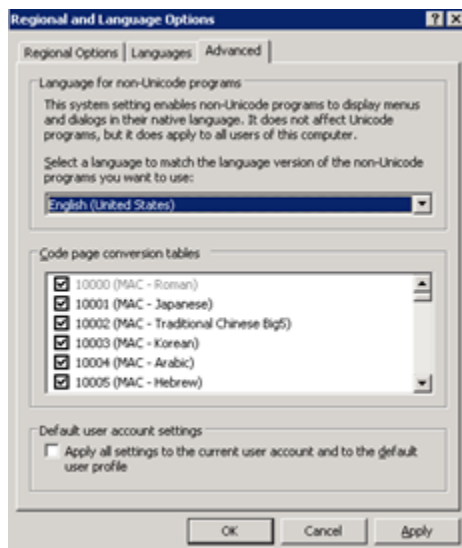 Regional and Language Options
Regional Options Languages Advanced
Language for non-Unicode programs
This system setting enables non-Unicode programs to display menus
and dialogs in their native language. It does not affect Unicode
programs, but it does apply to all users of this computer.
Select a language to match the language version of the non-Unicode
programs you want to use:
English (United States)
Code page conversion tables
10000 (MAC - Roman)
10001 (MAC - Japanese)
10002 (MAC - Traditional Chinese Big5)
10003 (MAC - Korean)
10004 (MAC - Arabic)
10005 (MAC - Hebrew)
Default user account settings
Apply all settings to the current user account and to the default
user profile
OK Cancel Apply